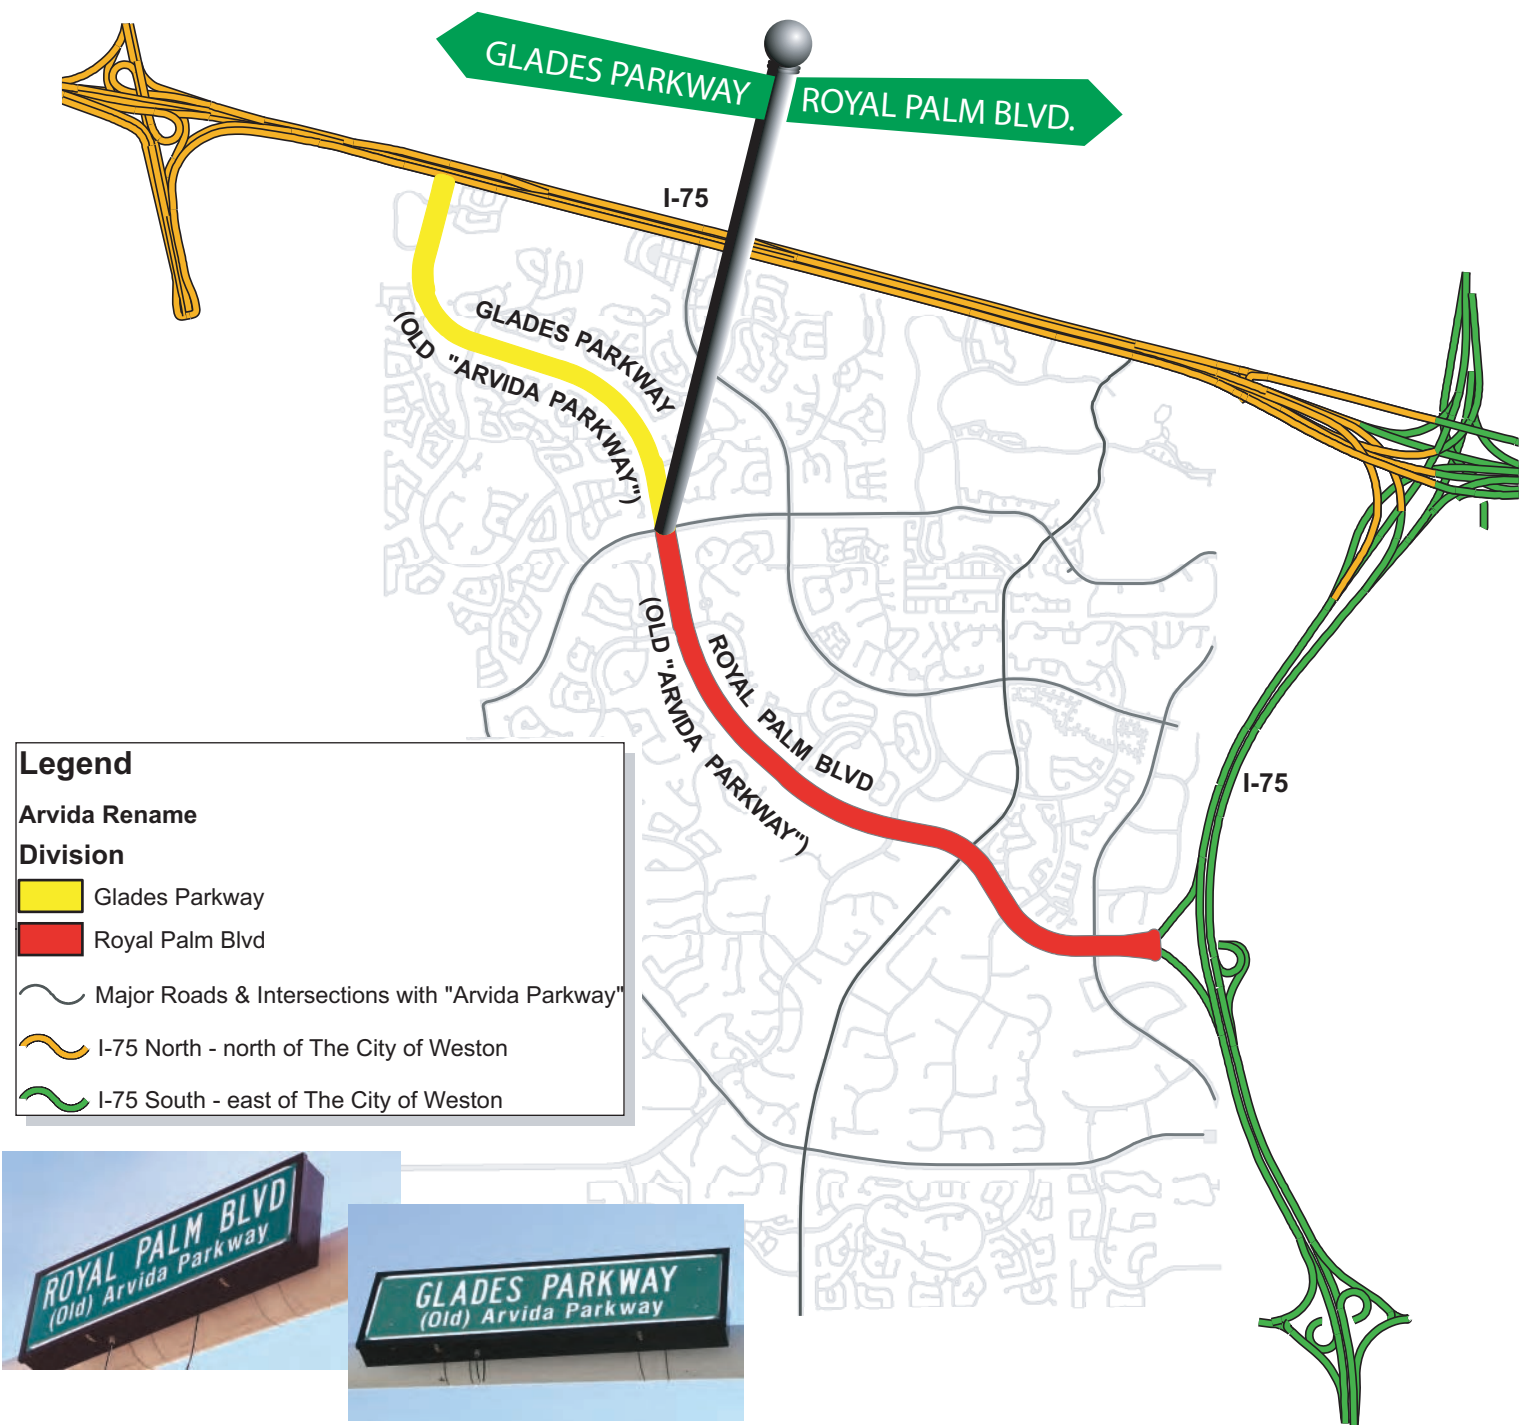 GLADES PARKWAY
ROYAL PALM BLVD.
I-75
GLADES PARKWAY
(OLD "ARVIDA PARKWAY")
ROYAL PALM BLVD
(OLD "ARVIDA PARKWAY")
I-75
Legend
Arvida Rename
Division
Glades Parkway
Royal Palm Blvd
Major Roads & Intersections with "Arvida Parkway"
I-75 North - north of The City of Weston
I-75 South - east of The City of Weston
ROYAL PALM BLVD
(Old) Arvida Parkway
GLADES PARKWAY
(Old) Arvida Parkway